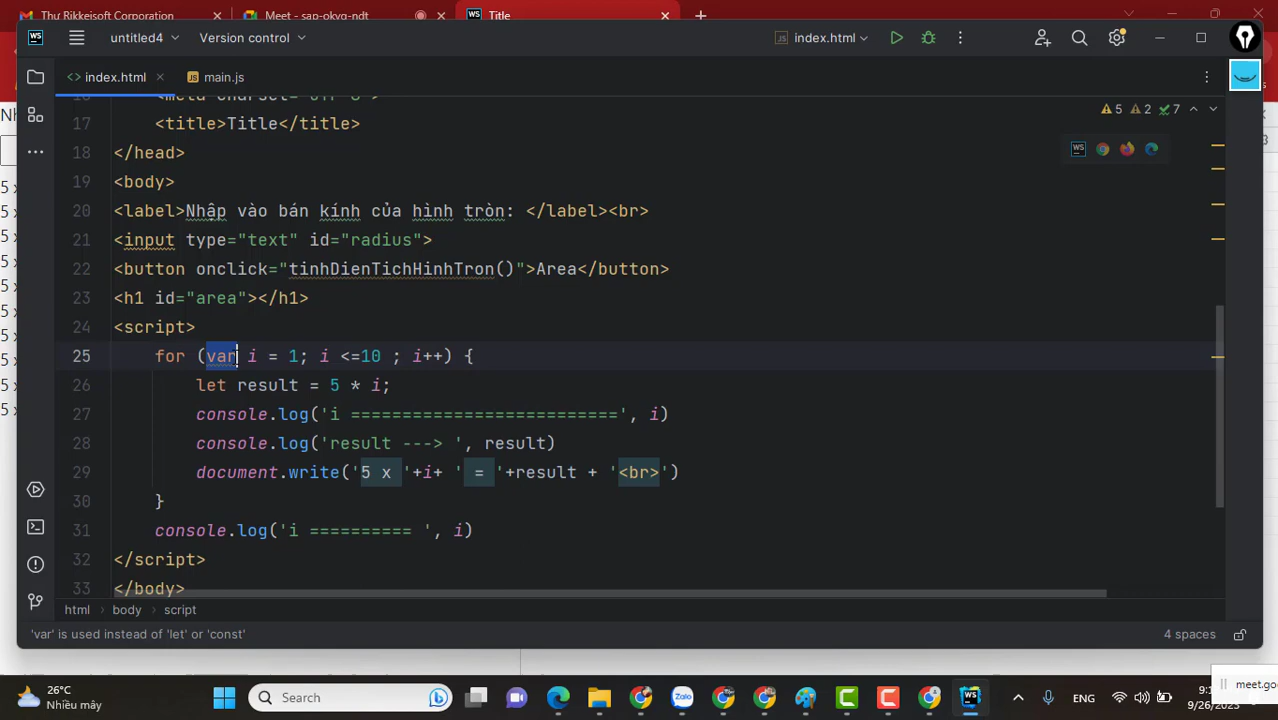 Thư Rikkeisoft Corporation
Meet - sap-okyq-ndt
Title
WS
untitled4
Version control
index.html
index.html
main.js
17 <title>Title</title>
5 2 7
18 </head>
19 <body>
20 <label>Nhập vào bán kính của hình tròn: </label><br>
21 <input type="text" id="radius">
22 <button onclick="tinhDienTichHinhTron()">Area</button>
23 <h1 id="area"></h1>
24 <script>
25 for (var i = 1; i <=10 ; i++) {
26 let result = 5 * i;
27 console.log('i ==========================', i)
28 console.log('result ---> ', result)
29 document.write('5 x '+i+ ' = '+result + '<br>')
30 }
31 console.log('i ========== ', i)
32 </script>
33 </body>
html body script
'var' is used instead of 'let' or 'const'
4 spaces
26°C
Nhiều mây
Search
ENG
9/26/2023
meet.go